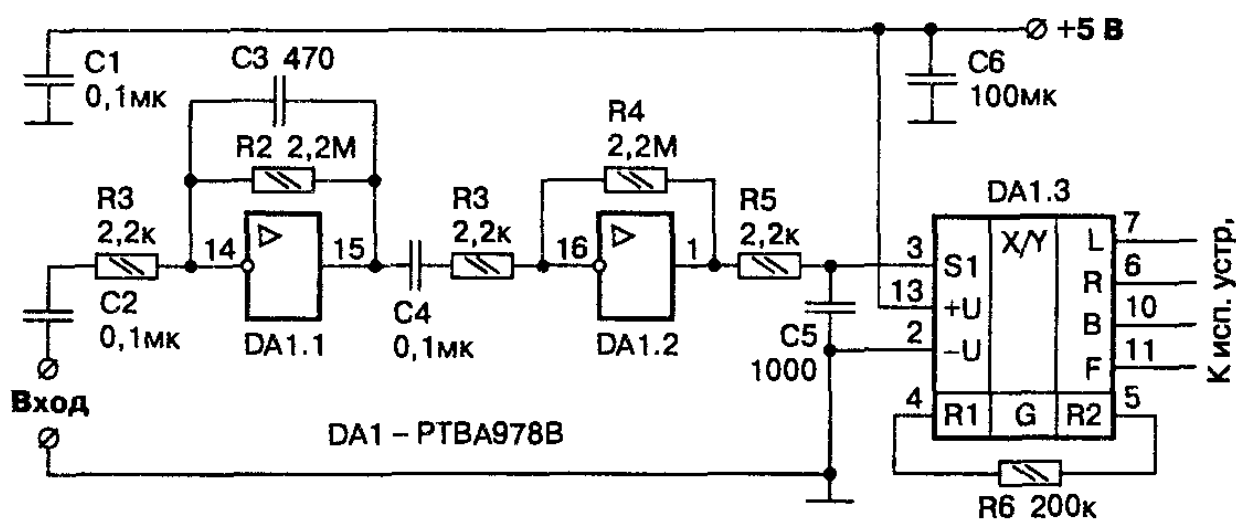 +5 В
C1
0,1мк
C3 470
C6
100мк
R2 2,2М
R4
2,2М
R3
2,2к
R3
2,2к
R5
2,2к
DA1.3
14
15
16
1
3
S1
X/Y
L
7
13
+U
R
6
2
-U
B
10
F
11
C2
0,1мк
DA1.1
C4
0,1мк
DA1.2
C5
1000
4
R1
G
R2
5
Вход
DA1 – PTBA978B
R6 200к
К исп. устр,